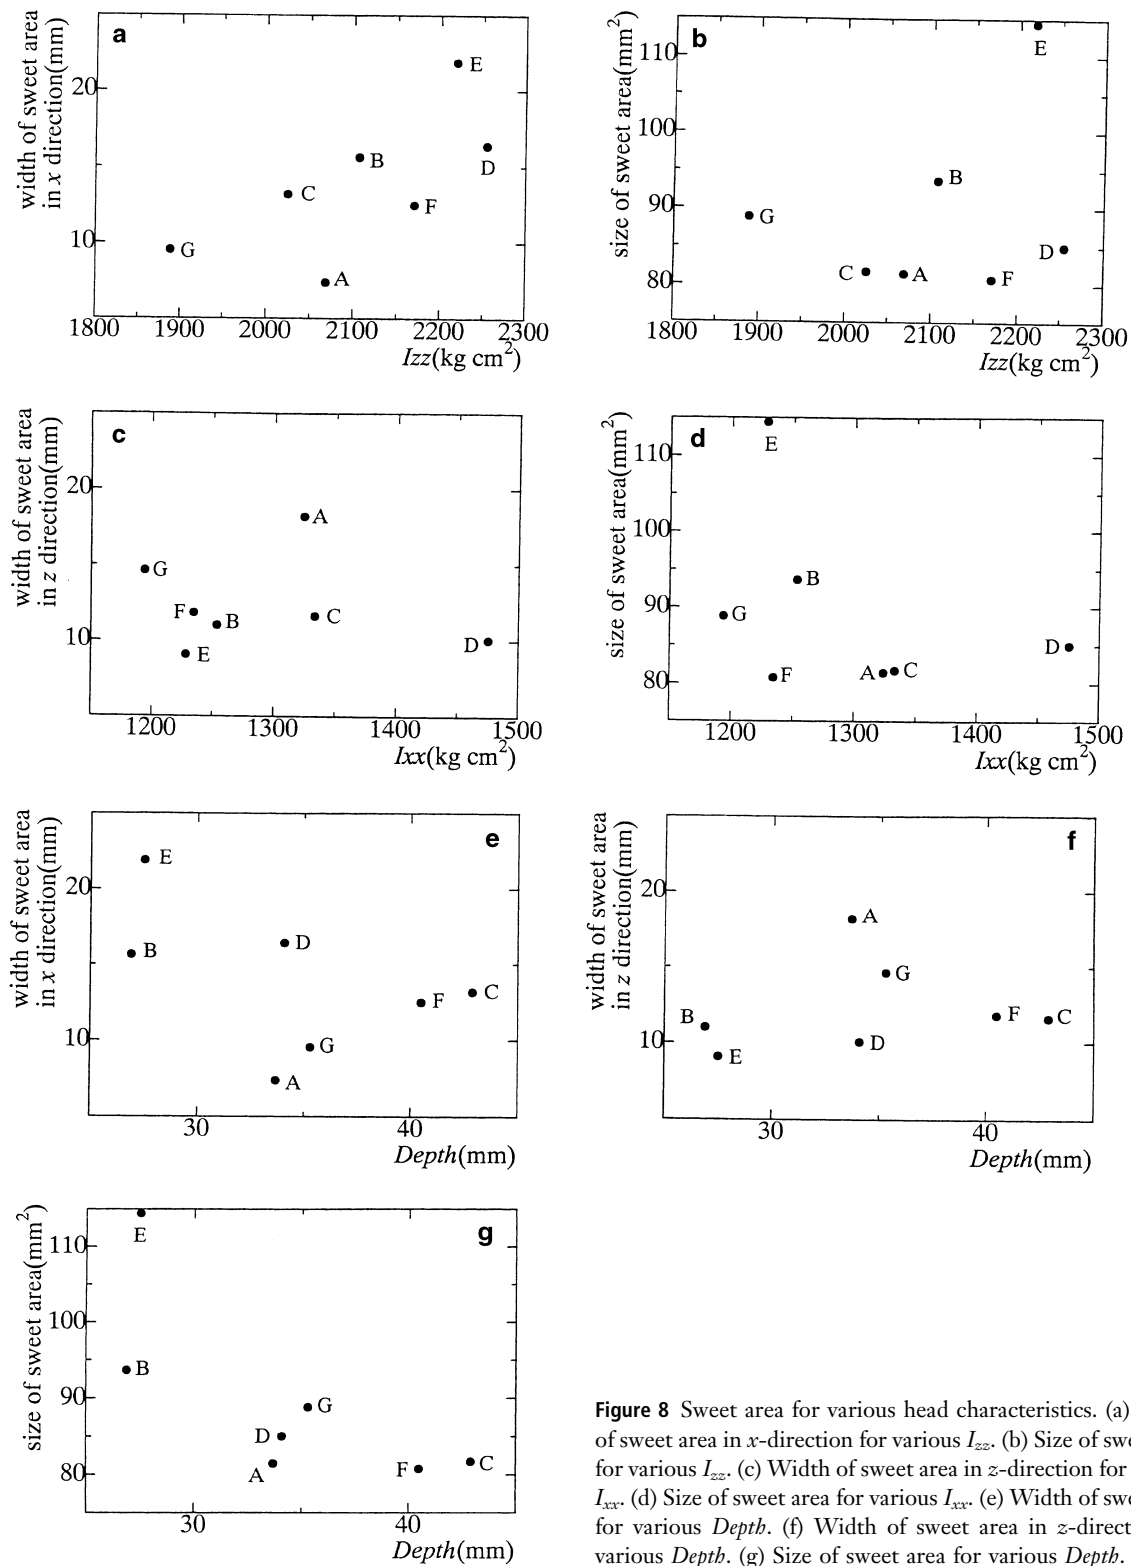 a
width of sweet area
in x direction(mm)
20
10
E
B
D
C
F
G
A
1800 1900 2000 2100 2200 2300
Izz(kg cm²)
b
size of sweet area(mm²)
110
100
90
80
E
B
G
D
C
A
F
1800 1900 2000 2100 2200 2300
Izz(kg cm²)
c
width of sweet area
in z direction(mm)
20
10
A
G
F
B
C
E
D
1200 1300 1400 1500
Ixx(kg cm²)
d
size of sweet area(mm²)
110
100
90
80
E
B
G
F
A
C
D
1200 1300 1400 1500
Ixx(kg cm²)
e
width of sweet area
in x direction(mm)
20
10
E
B
D
F
C
G
A
30 40
Depth(mm)
f
width of sweet area
in z direction(mm)
20
10
A
G
B
F
C
E
D
30 40
Depth(mm)
g
size of sweet area(mm²)
110
100
90
80
E
B
G
D
A
F
C
30 40
Depth(mm)
Figure 8 Sweet area for various head characteristics. (a)
of sweet area in x-direction for various Izz. (b) Size of swe
for various Izz. (c) Width of sweet area in z-direction for
Ixx. (d) Size of sweet area for various Ixx. (e) Width of swe
for various Depth. (f) Width of sweet area in z-direct
various Depth. (g) Size of sweet area for various Depth.